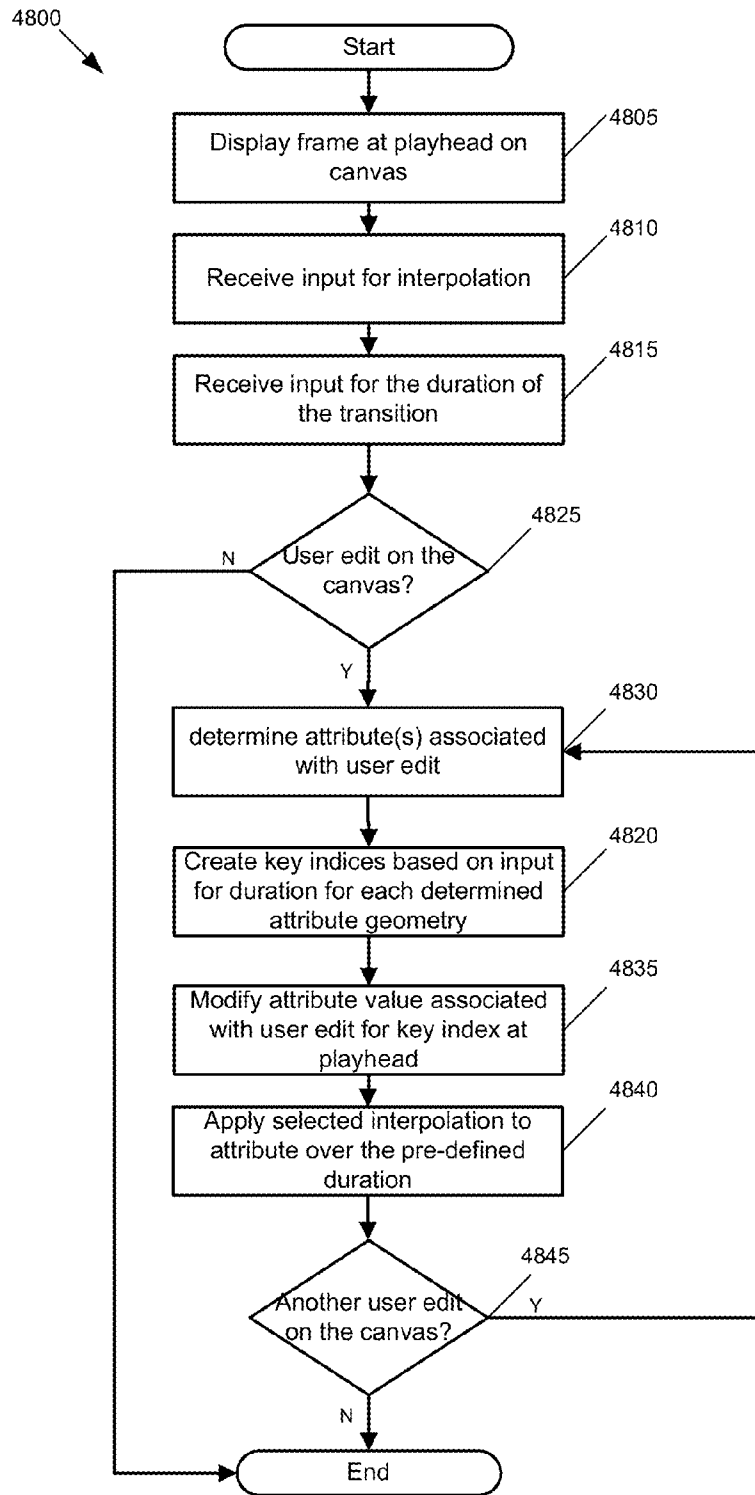 4800
Start
4805
Display frame at playhead on
canvas
4810
Receive input for interpolation
4815
Receive input for the duration of
the transition
4825
N
User edit on the
canvas?
Y
4830
determine attribute(s) associated
with user edit
4820
Create key indices based on input
for duration for each determined
attribute geometry
4835
Modify attribute value associated
with user edit for key index at
playhead
4840
Apply selected interpolation to
attribute over the pre-defined
duration
4845
Another user edit
on the canvas?
Y
N
End